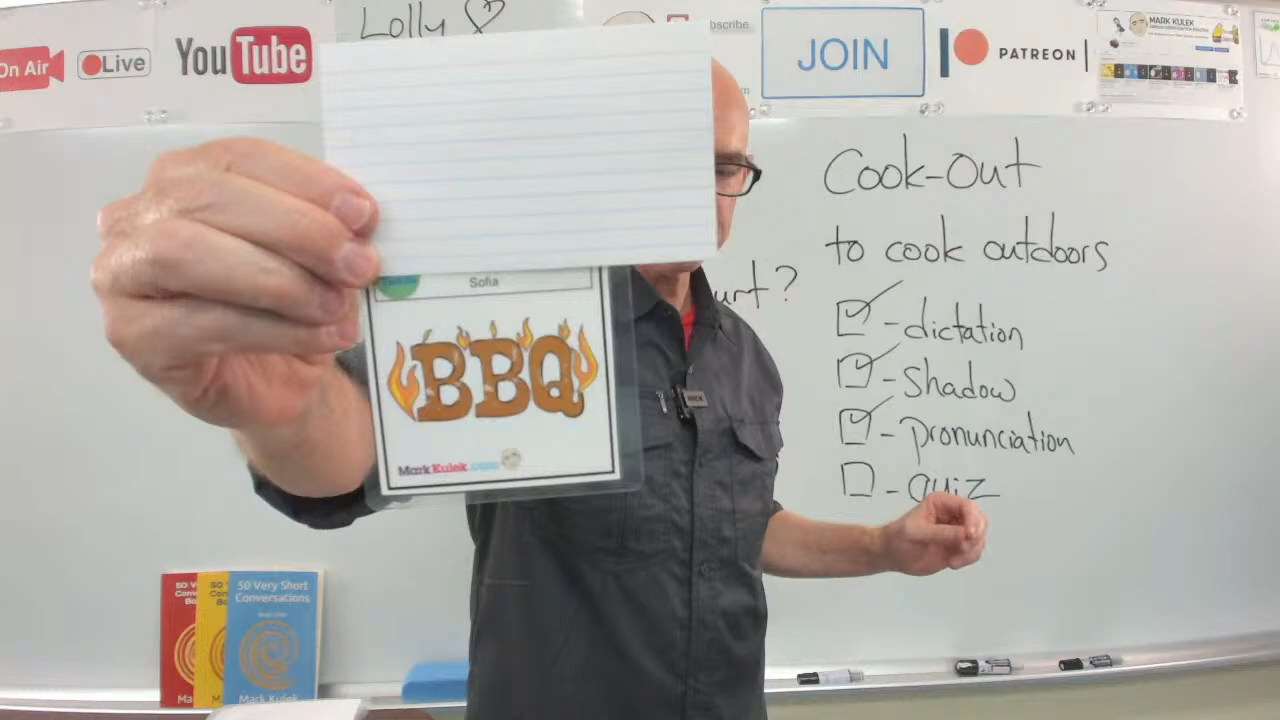 Lolly
On Air
Live
YouTube
bscribe
JOIN
PATREON
MARK KULEK
Cook-Out
to cook outdoors
- dictation
- Shadow
- pronunciation
- quiz
urt?
Sofia
BBQ
MarkKulek.com
50 Very Short
Conversations
Mark Kulek